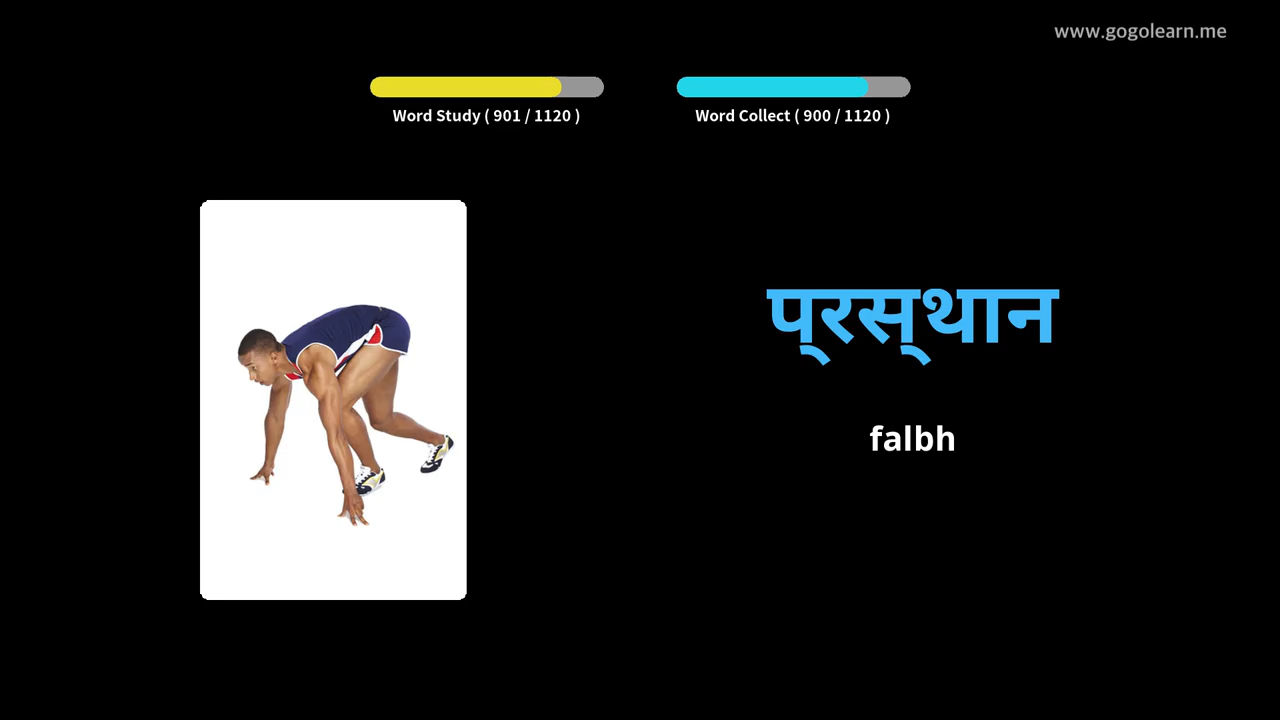 www.gogolearn.me
Word Study ( 901 / 1120 )
Word Collect ( 900 / 1120 )
प्रस्थान
falbh